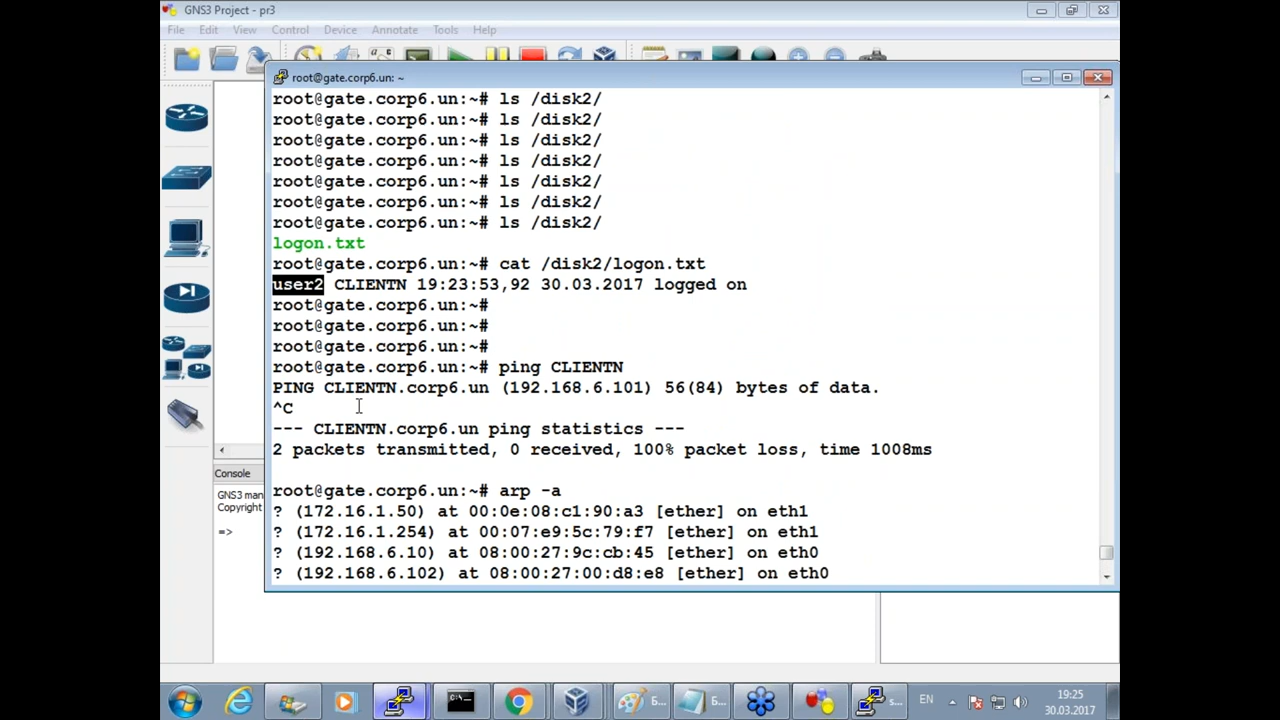 GNS3 Project - pr3
File Edit View Control Device Annotate Tools Help
root@gate.corp6.un: ~
root@gate.corp6.un:~# ls /disk2/
root@gate.corp6.un:~# ls /disk2/
root@gate.corp6.un:~# ls /disk2/
root@gate.corp6.un:~# ls /disk2/
root@gate.corp6.un:~# ls /disk2/
root@gate.corp6.un:~# ls /disk2/
root@gate.corp6.un:~# ls /disk2/
logon.txt
root@gate.corp6.un:~# cat /disk2/logon.txt
user2 CLIENTN 19:23:53,92 30.03.2017 logged on
root@gate.corp6.un:~#
root@gate.corp6.un:~#
root@gate.corp6.un:~#
root@gate.corp6.un:~# ping CLIENTN
PING CLIENTN.corp6.un (192.168.6.101) 56(84) bytes of data.
^C
--- CLIENTN.corp6.un ping statistics ---
2 packets transmitted, 0 received, 100% packet loss, time 1008ms
root@gate.corp6.un:~# arp -a
? (172.16.1.50) at 00:0e:08:c1:90:a3 [ether] on eth1
? (172.16.1.254) at 00:07:e9:5c:79:f7 [ether] on eth1
? (192.168.6.10) at 08:00:27:9c:cb:45 [ether] on eth0
? (192.168.6.102) at 08:00:27:00:d8:e8 [ether] on eth0
Console
GNS3 man
Copyright
=>
Б...
Б...
s...
EN
19:25
30.03.2017